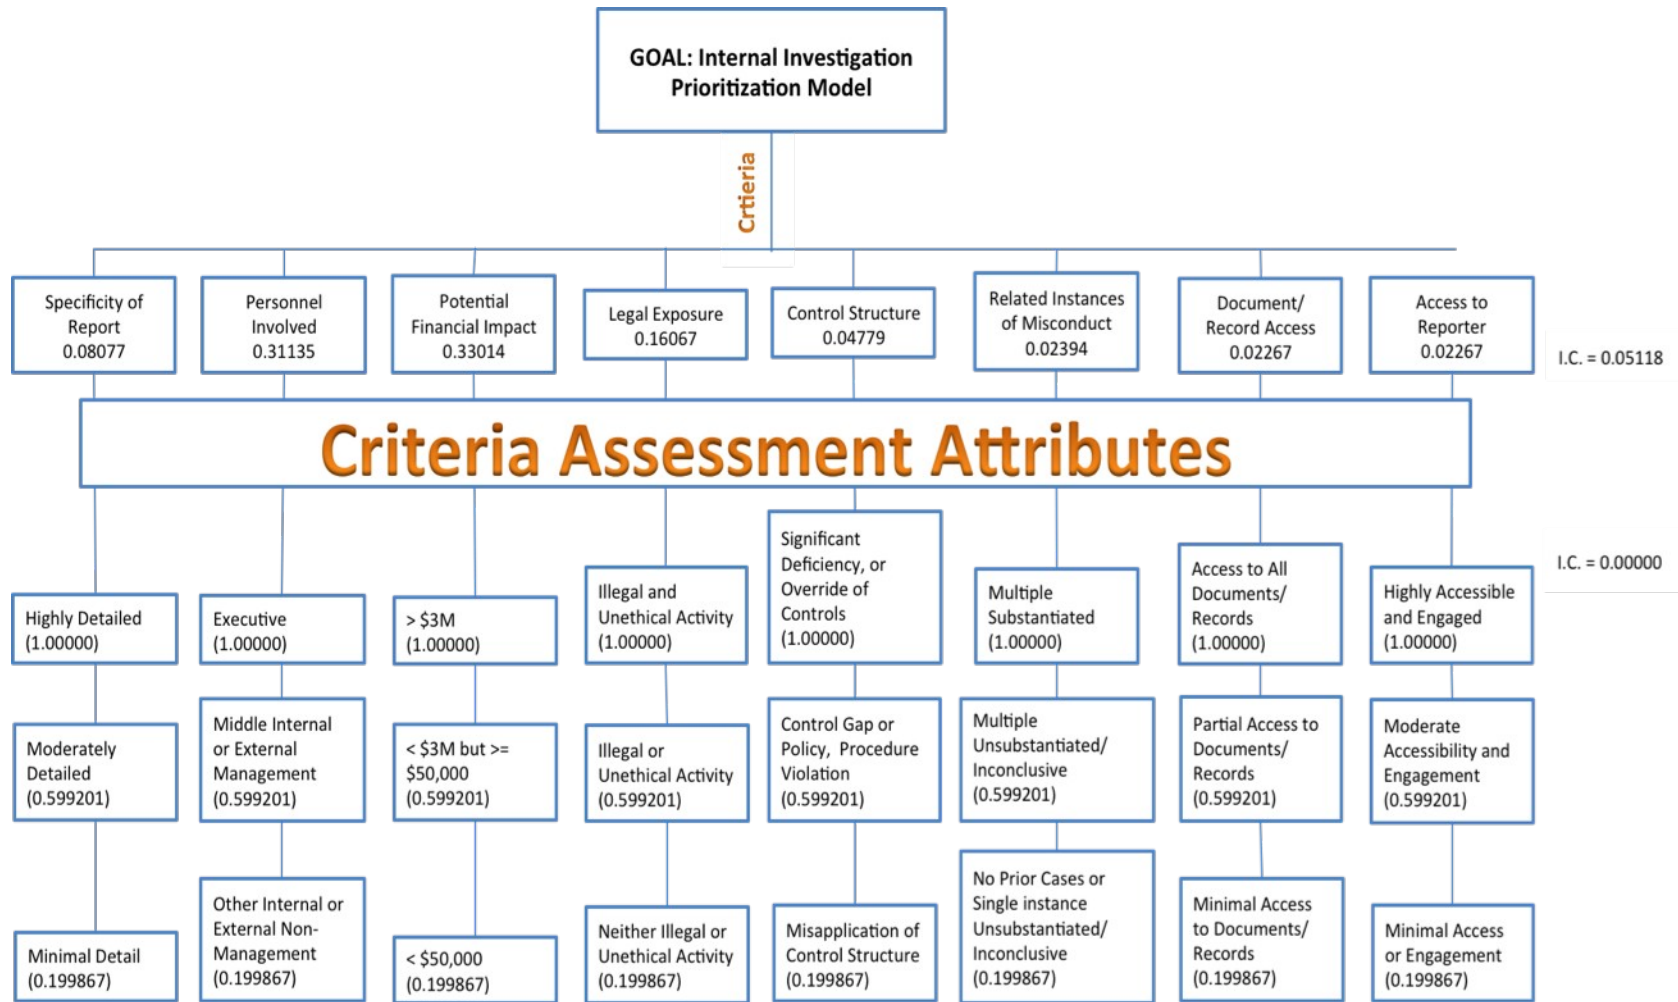 GOAL: Internal Investigation
Prioritization Model
Crtieria
Specificity of
Report
0.08077
Personnel
Involved
0.31135
Potential
Financial Impact
0.33014
Legal Exposure
0.16067
Control Structure
0.04779
Related Instances
of Misconduct
0.02394
Document/
Record Access
0.02267
Access to
Reporter
0.02267
I.C. = 0.05118
Criteria Assessment Attributes
I.C. = 0.00000
Highly Detailed
(1.00000)
Executive
(1.00000)
> $3M
(1.00000)
Illegal and
Unethical Activity
(1.00000)
Significant
Deficiency, or
Override of
Controls
(1.00000)
Multiple
Substantiated
(1.00000)
Access to All
Documents/
Records
(1.00000)
Highly Accessible
and Engaged
(1.00000)
Moderately
Detailed
(0.599201)
Middle Internal
or External
Management
(0.599201)
< $3M but >=
$50,000
(0.599201)
Illegal or
Unethical Activity
(0.599201)
Control Gap or
Policy, Procedure
Violation
(0.599201)
Multiple
Unsubstantiated/
Inconclusive
(0.599201)
Partial Access to
Documents/
Records
(0.599201)
Moderate
Accessibility and
Engagement
(0.599201)
Minimal Detail
(0.199867)
Other Internal or
External Non-
Management
(0.199867)
< $50,000
(0.199867)
Neither Illegal or
Unethical Activity
(0.199867)
Misapplication of
Control Structure
(0.199867)
No Prior Cases or
Single instance
Unsubstantiated/
Inconclusive
(0.199867)
Minimal Access
to Documents/
Records
(0.199867)
Minimal Access
or Engagement
(0.199867)